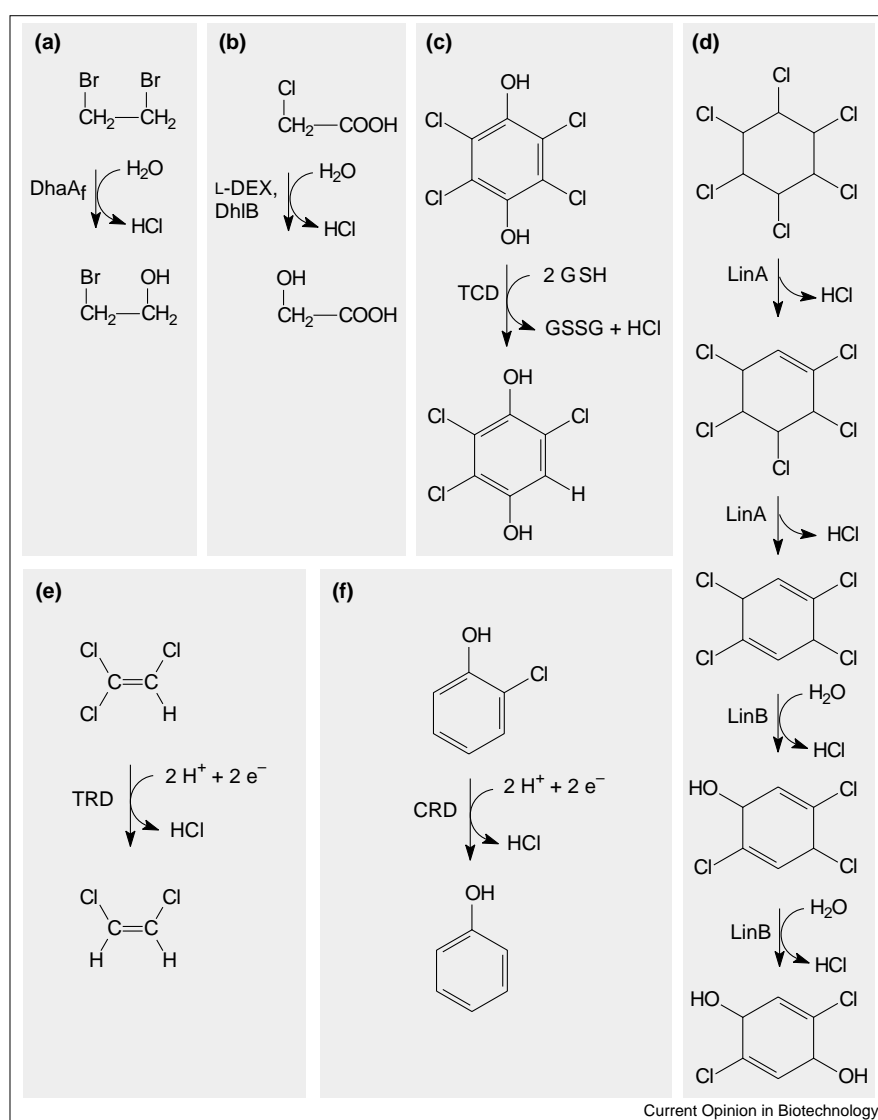 (a)
Br Br
CH2 CH2
DhaAf
H2O
HCl
Br OH
CH2 CH2
(b)
Cl
CH2 COOH
L-DEX,
DhlB
H2O
HCl
OH
CH2 COOH
(c)
OH
Cl Cl
Cl Cl
OH
TCD
2 GSH
GSSG + HCl
OH
Cl Cl
Cl H
OH
(d)
Cl
Cl Cl
Cl Cl
Cl
LinA
HCl
Cl Cl
Cl Cl
Cl
LinA
HCl
Cl Cl
Cl Cl
LinB
H2O
HCl
HO Cl
Cl Cl
LinB
H2O
HCl
HO Cl
Cl OH
(e)
Cl Cl
C=C
Cl H
TRD
2 H+ + 2 e–
HCl
Cl Cl
C=C
H H
(f)
OH
Cl
CRD
2 H+ + 2 e–
HCl
OH
Current Opinion in Biotechnology